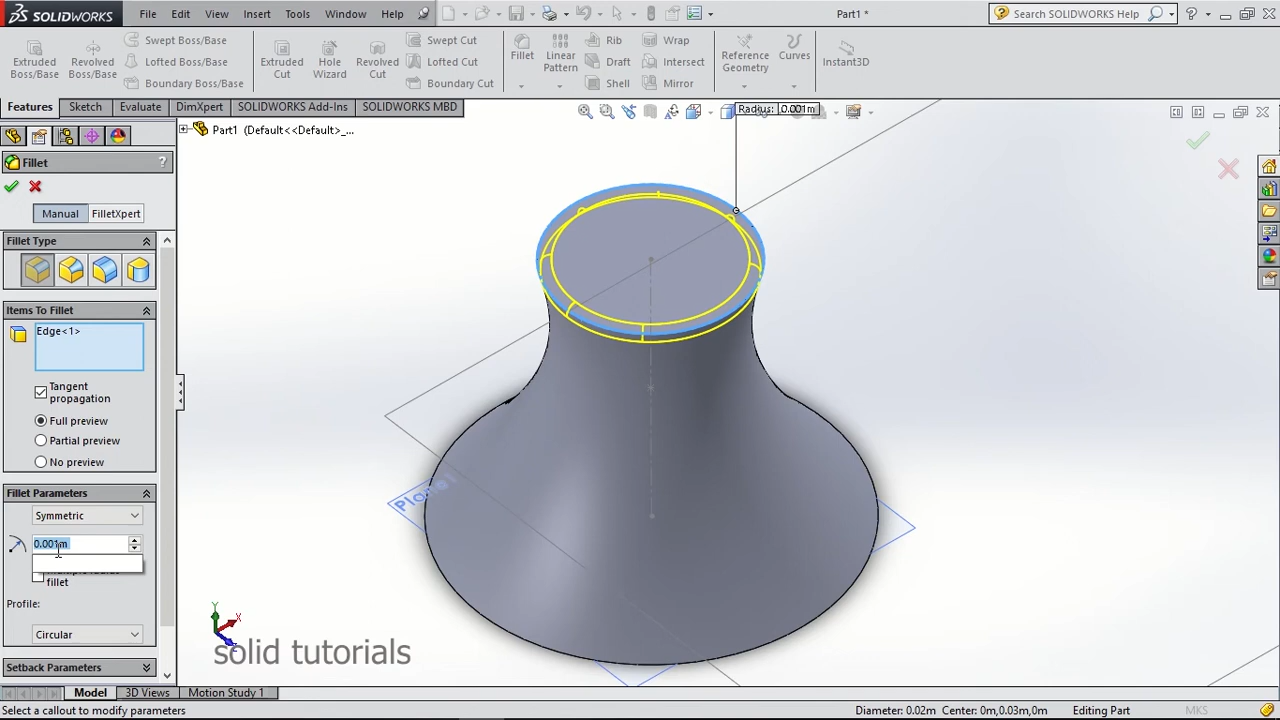 SOLIDWORKS File Edit View Insert Tools Window Help Part1 * Search SOLIDWORKS Help
Extruded Boss/Base
Revolved Boss/Base
Swept Boss/Base
Lofted Boss/Base
Boundary Boss/Base
Extruded Cut
Hole Wizard
Revolved Cut
Swept Cut
Lofted Cut
Boundary Cut
Fillet
Linear Pattern
Rib
Draft
Shell
Wrap
Intersect
Mirror
Reference Geometry
Curves
Instant3D
Features Sketch Evaluate DimXpert SOLIDWORKS Add-Ins SOLIDWORKS MBD
Radius: 0.001m
Part1 (Default<<Default>_...
Fillet ?
Manual FilletXpert
Fillet Type
Items To Fillet
Edge<1>
Tangent
propagation
Full preview
Partial preview
No preview
Fillet Parameters
Symmetric
0.001m
fillet
Profile:
Circular
Setback Parameters
Plane1
Y
X
solid tutorials
Model 3D Views Motion Study 1
Select a callout to modify parameters Diameter: 0.02m Center: 0m,0.03m,0m Editing Part MKS